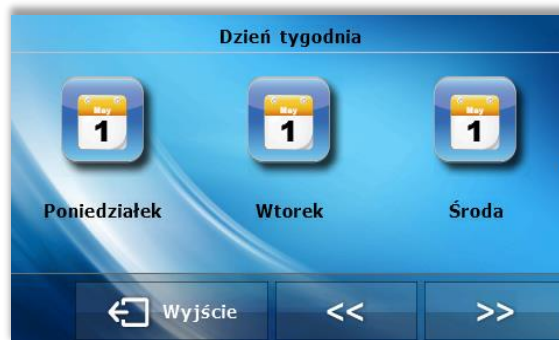 Dzień tygodnia
May May May
1 1 1
Poniedziałek Wtorek Środa
Wyjście << >>